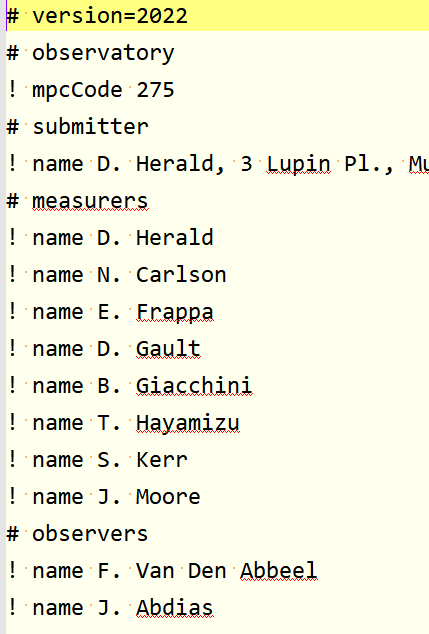 # version=2022
# observatory
! mpcCode 275
# submitter
! name D. Herald, 3 Lupin Pl., Mu
# measurers
! name D. Herald
! name N. Carlson
! name E. Frappa
! name D. Gault
! name B. Giacchini
! name T. Hayamizu
! name S. Kerr
! name J. Moore
# observers
! name F. Van Den Abbeel
! name J. Abdias